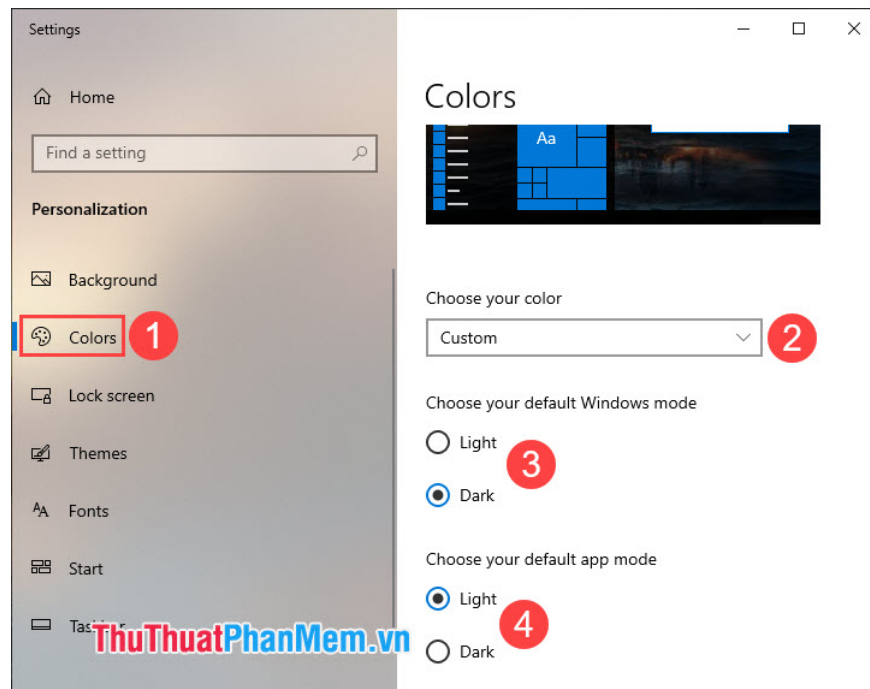 Settings
Home
Find a setting
Personalization
Background
Colors
1
Lock screen
Themes
Fonts
Start
ThuThuatPhanMem.vn
Colors
Aa
Choose your color
Custom
2
Choose your default Windows mode
Light
3
Dark
Choose your default app mode
Light
4
Dark